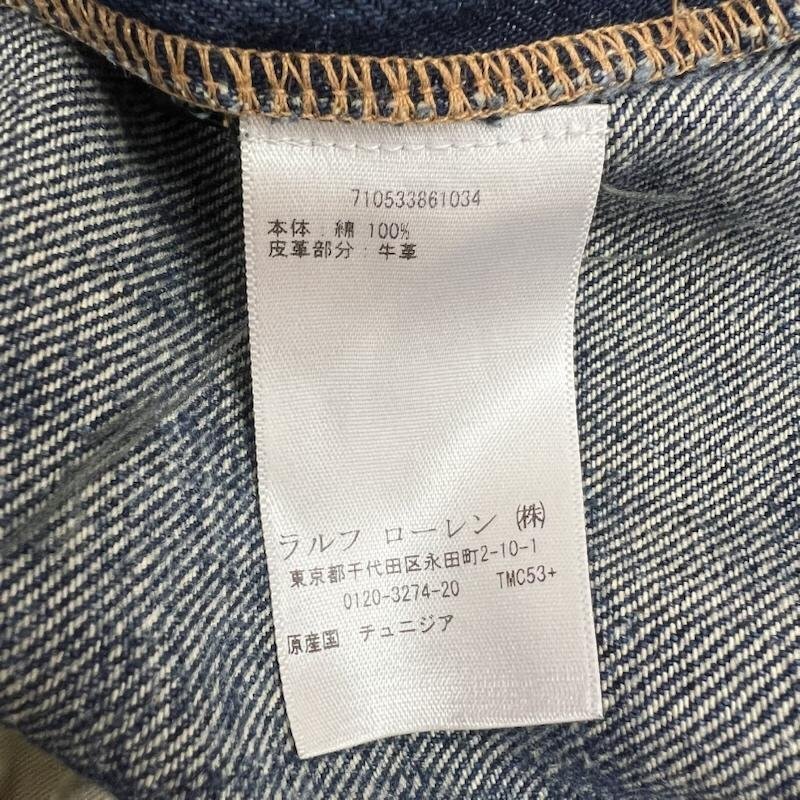 710533861034
本体：綿 100%
皮革部分：牛革
ラルフ ローレン ㈱
東京都千代田区永田町2-10-1
0120-3274-20 TMC53+
原産国 チュニジア